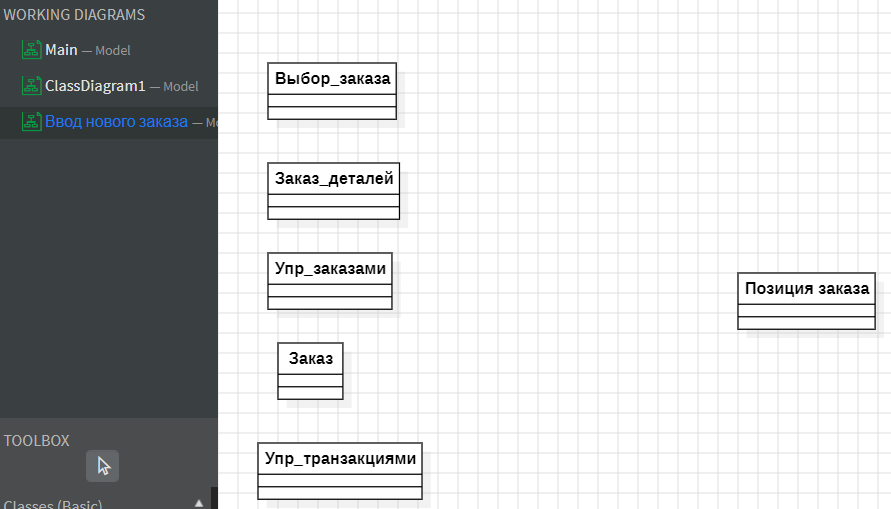 WORKING DIAGRAMS
Main — Model
ClassDiagram1 — Model
Ввод нового заказа — Mo
TOOLBOX
Classes (Basic)
Выбор_заказа
Заказ_деталей
Упр_заказами
Позиция заказа
Заказ
Упр_транзакциями